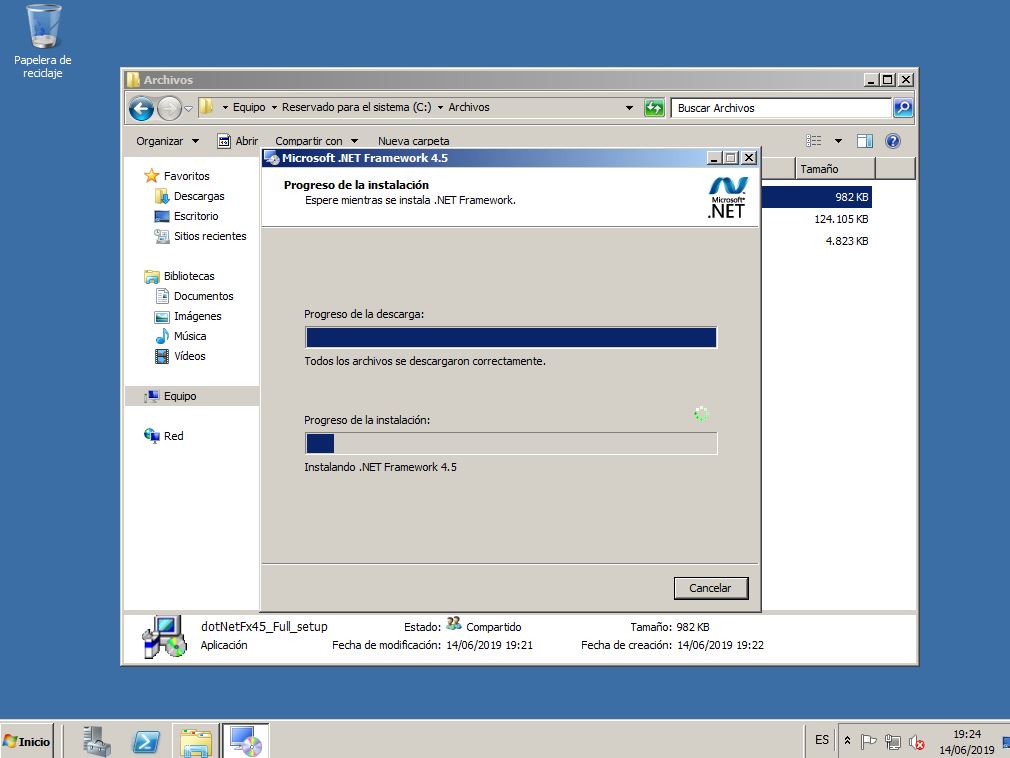 Papelera de
reciclaje
Archivos
Equipo Reservado para el sistema (C:) Archivos
Buscar Archivos
Organizar Abrir Compartir con Nueva carpeta
Favoritos
Descargas
Escritorio
Sitios recientes
Bibliotecas
Documentos
Imágenes
Música
Vídeos
Equipo
Red
Tamaño
982 KB
124.105 KB
4.823 KB
Microsoft .NET Framework 4.5
Progreso de la instalación
Espere mientras se instala .NET Framework.
Microsoft®
.NET
Progreso de la descarga:
Todos los archivos se descargaron correctamente.
Progreso de la instalación:
Instalando .NET Framework 4.5
Cancelar
dotNetFx45_Full_setup Estado: Compartido Tamaño: 982 KB
Aplicación Fecha de modificación: 14/06/2019 19:21 Fecha de creación: 14/06/2019 19:22
Inicio
ES
19:24
14/06/2019